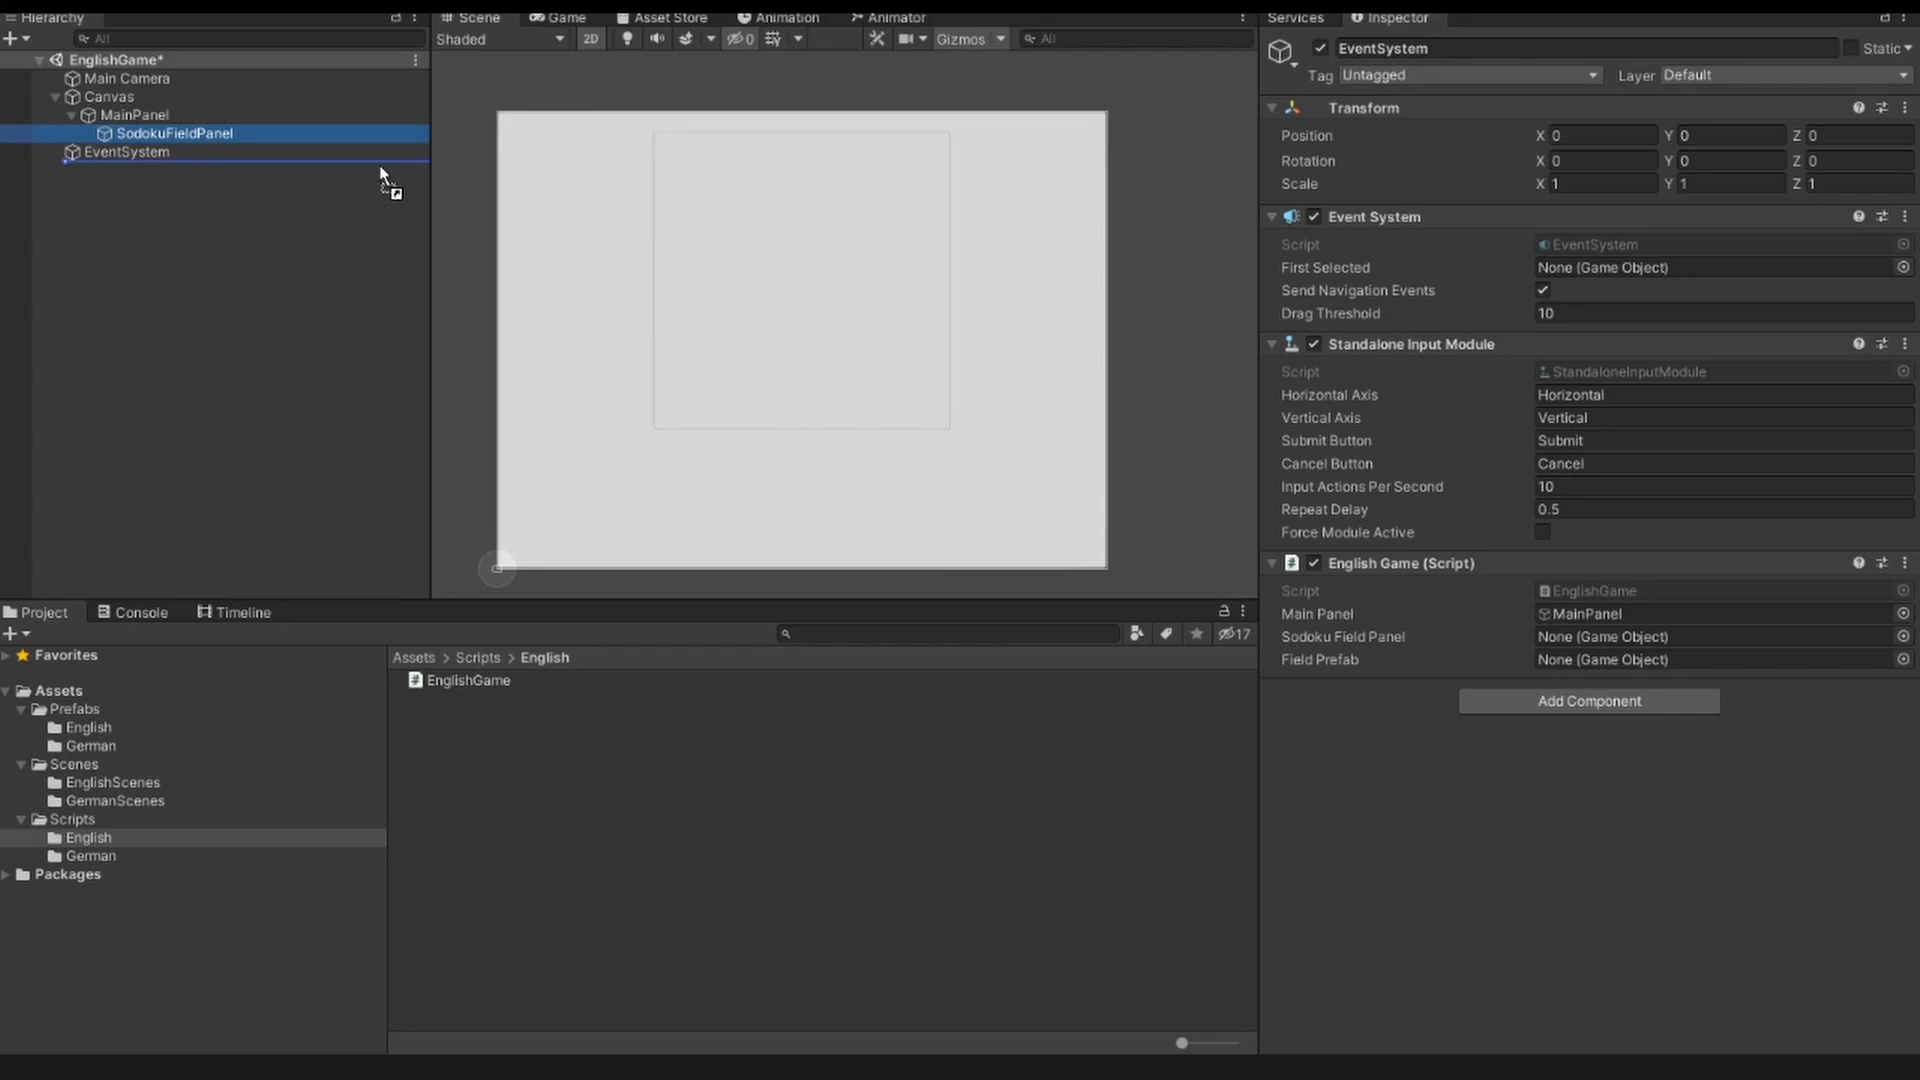 Hierarchy
All
EnglishGame*
Main Camera
Canvas
MainPanel
SodokuFieldPanel
EventSystem
Scene
Game
Asset Store
Animation
Animator
Shaded
2D
0
Gizmos
All
Services
Inspector
EventSystem
Static
Tag
Untagged
Layer
Default
Transform
Position
X 0
Y 0
Z 0
Rotation
X 0
Y 0
Z 0
Scale
X 1
Y 1
Z 1
Event System
Script
EventSystem
First Selected
None (Game Object)
Send Navigation Events
Drag Threshold
10
Standalone Input Module
Script
StandaloneInputModule
Horizontal Axis
Horizontal
Vertical Axis
Vertical
Submit Button
Submit
Cancel Button
Cancel
Input Actions Per Second
10
Repeat Delay
0.5
Force Module Active
English Game (Script)
Script
EnglishGame
Main Panel
MainPanel
Sodoku Field Panel
None (Game Object)
Field Prefab
None (Game Object)
Add Component
Project
Console
Timeline
17
Favorites
Assets
Prefabs
English
German
Scenes
EnglishScenes
GermanScenes
Scripts
English
German
Packages
Assets > Scripts > English
EnglishGame